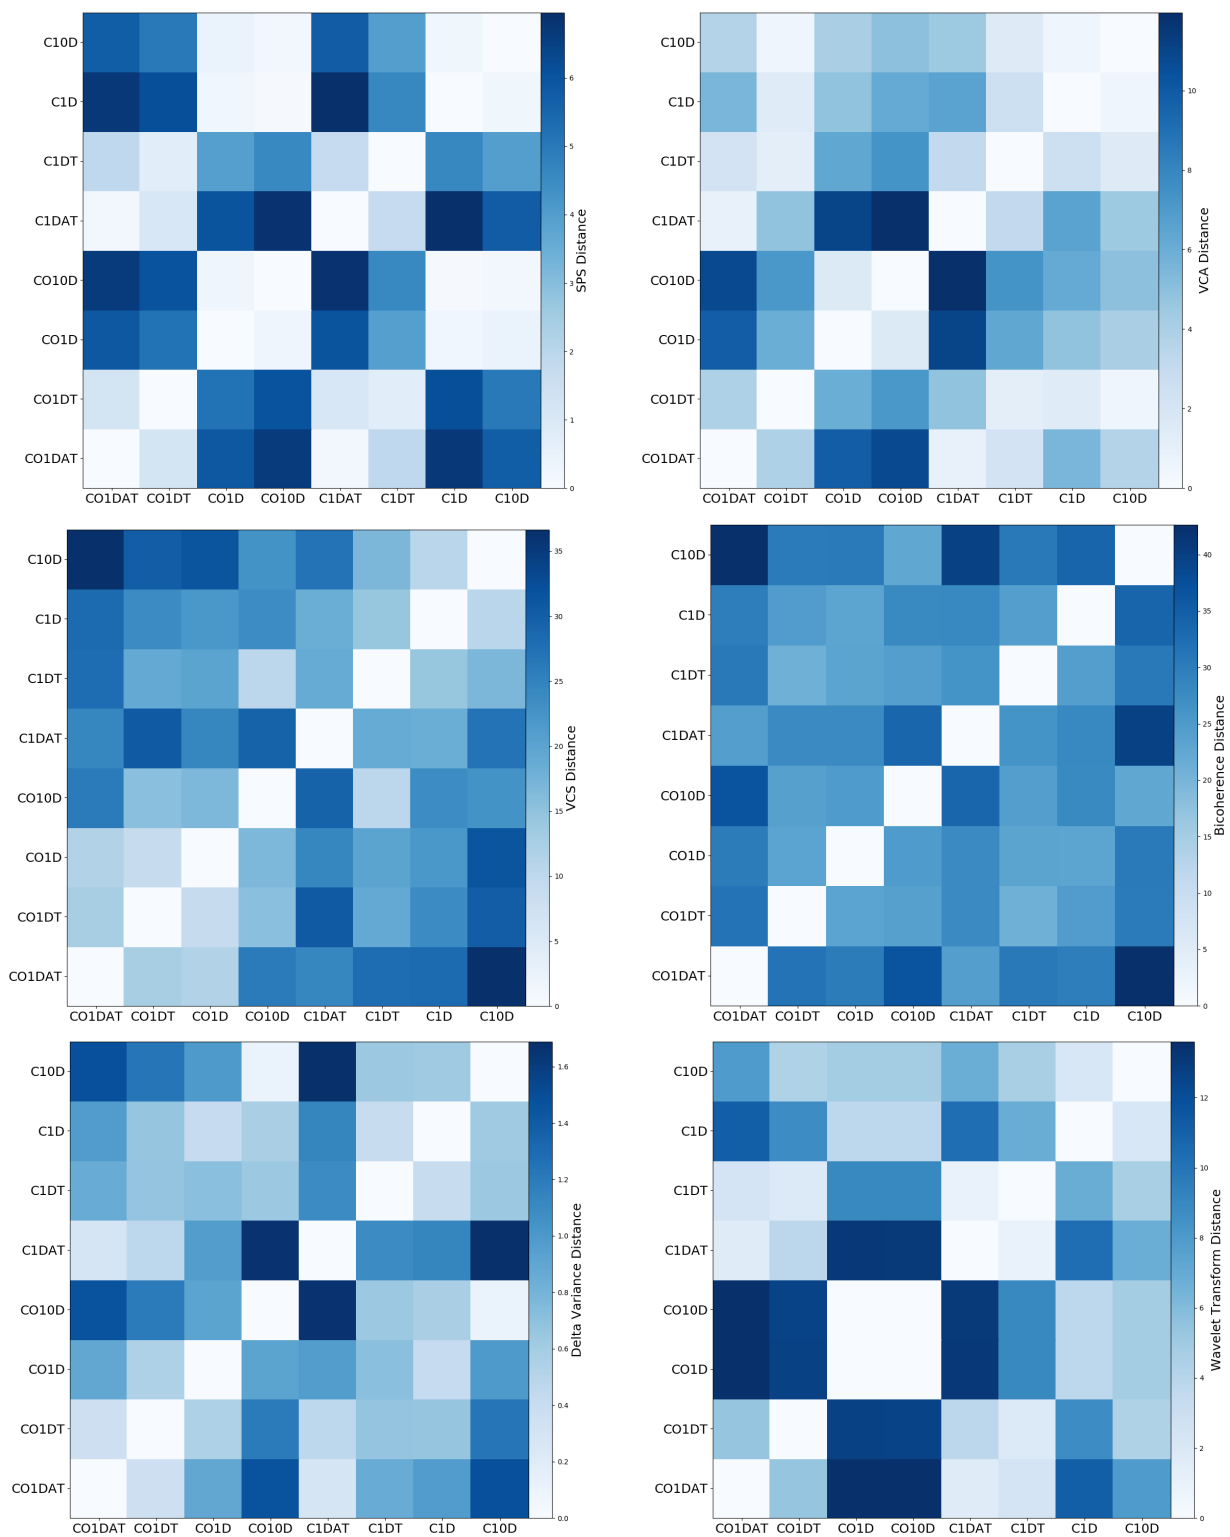 C10D
C1D
C1DT
C1DAT
CO10D
CO1D
CO1DT
CO1DAT
CO1DAT CO1DT CO1D CO10D C1DAT C1DT C1D C10D
6
5
4
3
2
1
0
SPS Distance
C10D
C1D
C1DT
C1DAT
CO10D
CO1D
CO1DT
CO1DAT
CO1DAT CO1DT CO1D CO10D C1DAT C1DT C1D C10D
10
8
6
4
2
0
VCA Distance
C10D
C1D
C1DT
C1DAT
CO10D
CO1D
CO1DT
CO1DAT
CO1DAT CO1DT CO1D CO10D C1DAT C1DT C1D C10D
35
30
25
20
15
10
5
0
VCS Distance
C10D
C1D
C1DT
C1DAT
CO10D
CO1D
CO1DT
CO1DAT
CO1DAT CO1DT CO1D CO10D C1DAT C1DT C1D C10D
40
35
30
25
20
15
10
5
0
Bicoherence Distance
C10D
C1D
C1DT
C1DAT
CO10D
CO1D
CO1DT
CO1DAT
CO1DAT CO1DT CO1D CO10D C1DAT C1DT C1D C10D
1.6
1.4
1.2
1.0
0.8
0.6
0.4
0.2
0.0
Delta Variance Distance
C10D
C1D
C1DT
C1DAT
CO10D
CO1D
CO1DT
CO1DAT
CO1DAT CO1DT CO1D CO10D C1DAT C1DT C1D C10D
12
10
8
6
4
2
0
Wavelet Transform Distance